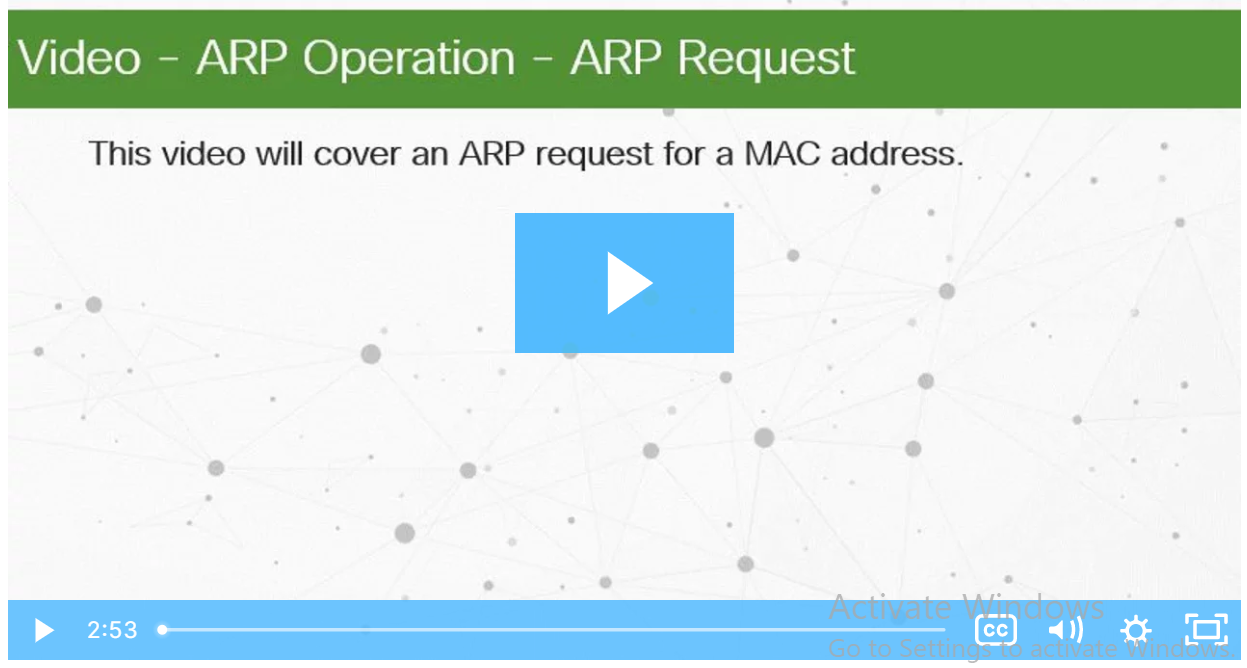 Video - ARP Operation - ARP Request
This video will cover an ARP request for a MAC address.
Activate Windows
2:53
CC
Go to Settings to activate Windows.